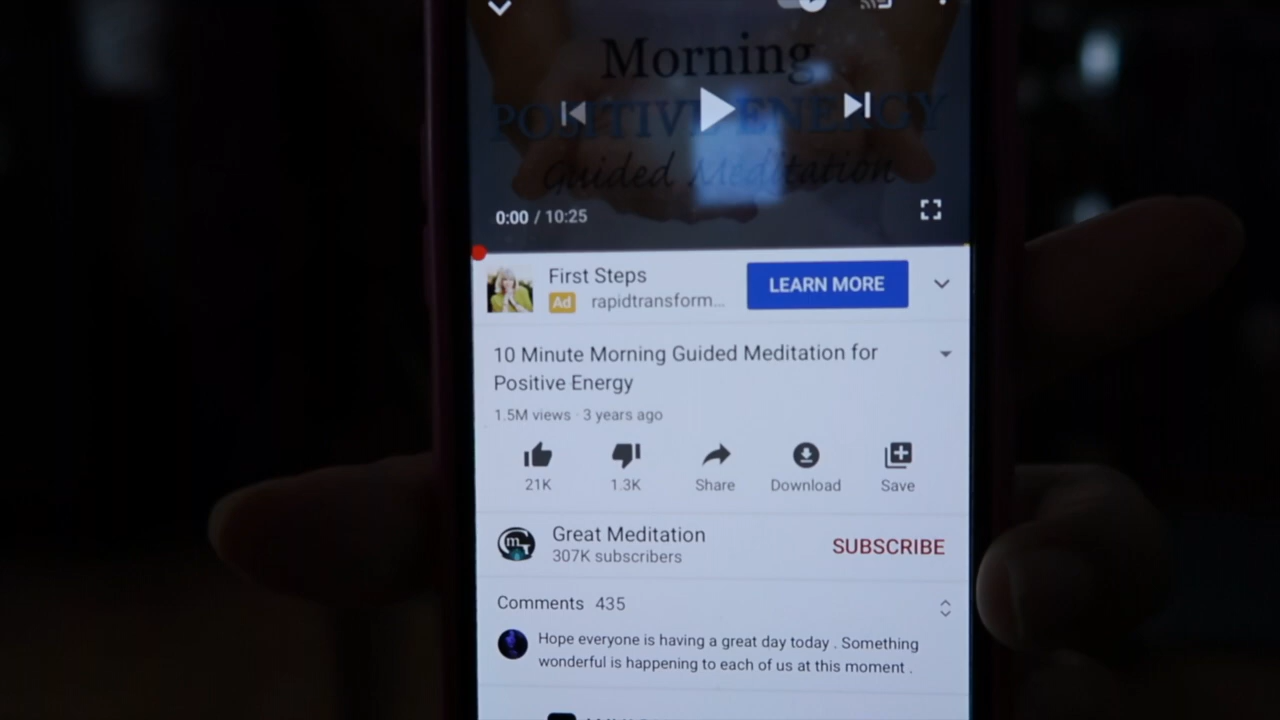 Morning
POSITIVE ENERGY
Guided Meditation
0:00 / 10:25
First Steps
LEARN MORE
Ad rapidtransform...
10 Minute Morning Guided Meditation for
Positive Energy
1.5M views · 3 years ago
21K 1.3K Share Download Save
Great Meditation
307K subscribers
SUBSCRIBE
Comments 435
Hope everyone is having a great day today . Something
wonderful is happening to each of us at this moment .